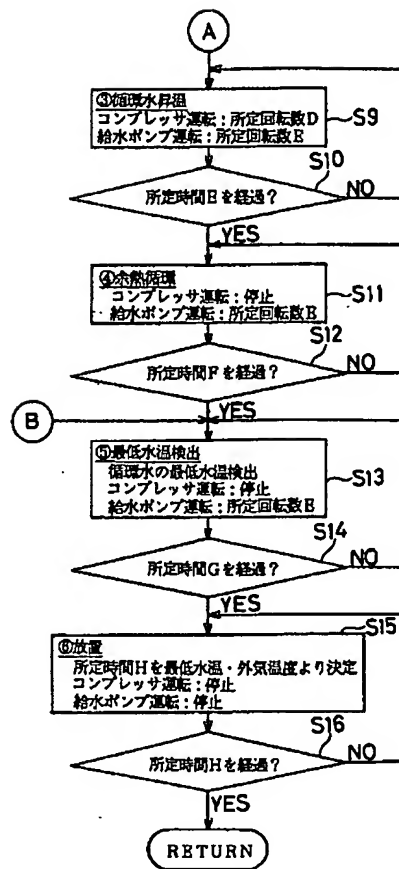 A
③循環水昇温
コンプレッサ運転：所定回転数D
給水ポンプ運転：所定回転数E
S9
S10
所定時間Eを経過？
NO
YES
④余熱循環
コンプレッサ運転：停止
給水ポンプ運転：所定回転数E
S11
S12
所定時間Fを経過？
NO
YES
B
⑤最低水温検出
循環水の最低水温検出
コンプレッサ運転：停止
給水ポンプ運転：所定回転数E
S13
S14
所定時間Gを経過？
NO
YES
S15
⑥放置
所定時間Hを最低水温・外気温度より決定
コンプレッサ運転：停止
給水ポンプ運転：停止
S16
所定時間Hを経過？
NO
YES
RETURN